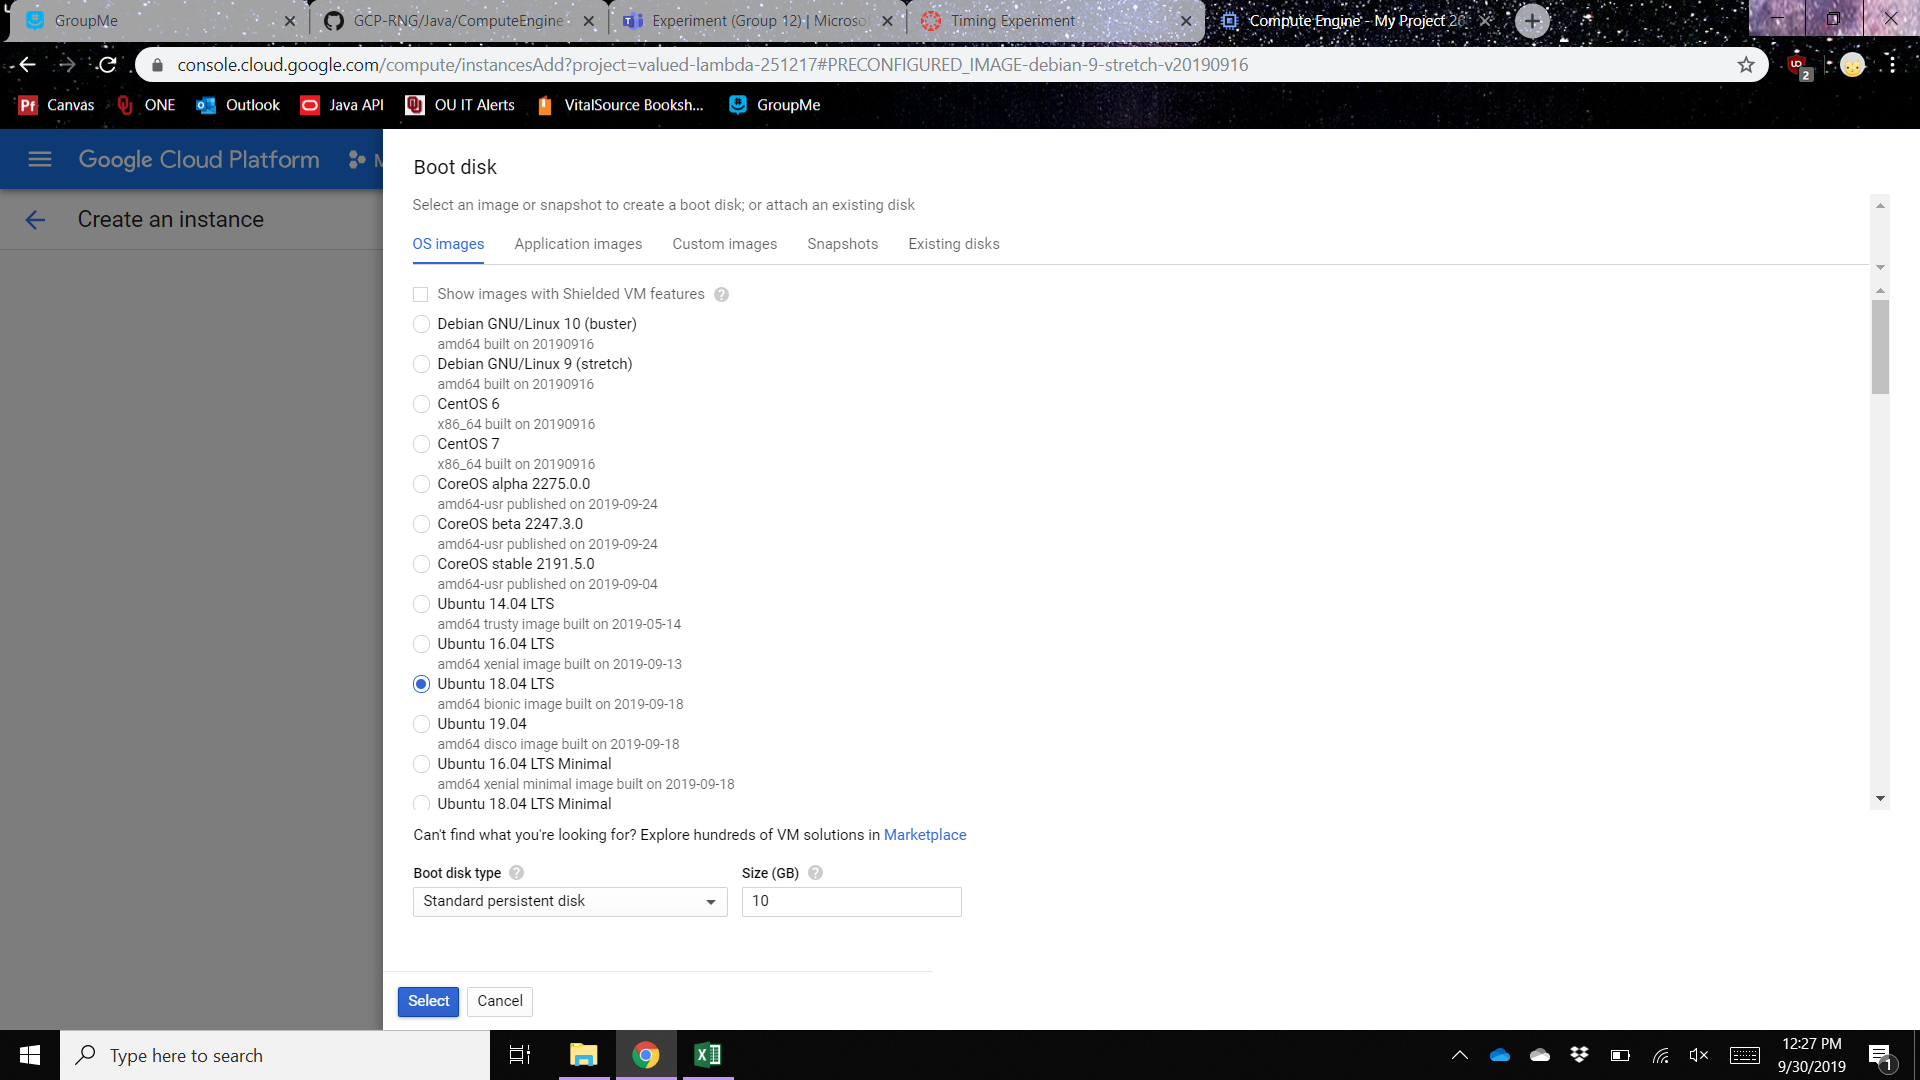 GroupMe
GCP-RNG/Java/ComputeEngine
Experiment (Group 12) | Microso
Timing Experiment
Compute Engine - My Project 26
console.cloud.google.com/compute/instancesAdd?project=valued-lambda-251217#PRECONFIGURED_IMAGE-debian-9-stretch-v20190916
2
Pf Canvas
ONE
Outlook
Java API
OU IT Alerts
VitalSource Booksh...
GroupMe
Google Cloud Platform
M
Create an instance
Boot disk
Select an image or snapshot to create a boot disk; or attach an existing disk
OS images Application images Custom images Snapshots Existing disks
Show images with Shielded VM features ?
Debian GNU/Linux 10 (buster)
amd64 built on 20190916
Debian GNU/Linux 9 (stretch)
amd64 built on 20190916
CentOS 6
x86_64 built on 20190916
CentOS 7
x86_64 built on 20190916
CoreOS alpha 2275.0.0
amd64-usr published on 2019-09-24
CoreOS beta 2247.3.0
amd64-usr published on 2019-09-24
CoreOS stable 2191.5.0
amd64-usr published on 2019-09-04
Ubuntu 14.04 LTS
amd64 trusty image built on 2019-05-14
Ubuntu 16.04 LTS
amd64 xenial image built on 2019-09-13
Ubuntu 18.04 LTS
amd64 bionic image built on 2019-09-18
Ubuntu 19.04
amd64 disco image built on 2019-09-18
Ubuntu 16.04 LTS Minimal
amd64 xenial minimal image built on 2019-09-18
Ubuntu 18.04 LTS Minimal
Can't find what you're looking for? Explore hundreds of VM solutions in Marketplace
Boot disk type ? Size (GB) ?
Standard persistent disk 10
Select Cancel
Type here to search
12:27 PM
9/30/2019
1